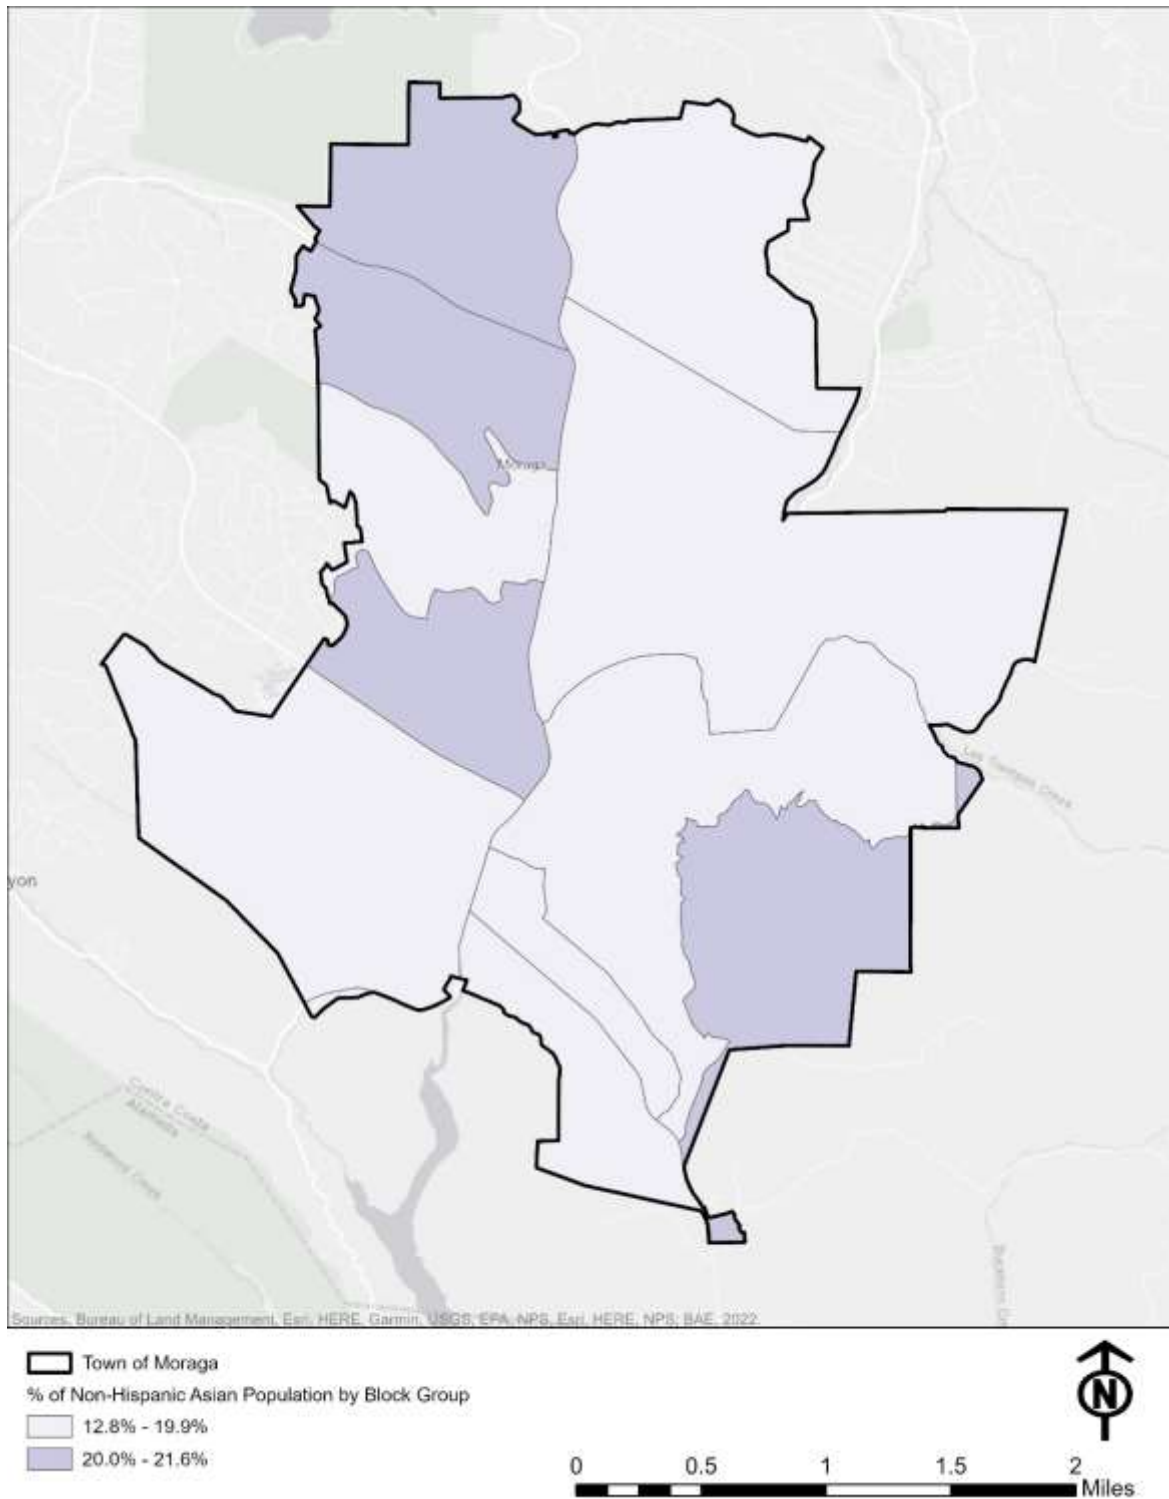 Moraga
Las Trampas Creek
yon
Contra Costa
Alameda
Redwood Creek
Sources, Bureau of Land Management, Esri, HERE, Garmin, USGS, EPA, NPS, Esri, HERE, NPS; BAE, 2022.
Town of Moraga
% of Non-Hispanic Asian Population by Block Group
12.8% - 19.9%
20.0% - 21.6%
N
0 0.5 1 1.5 2
Miles